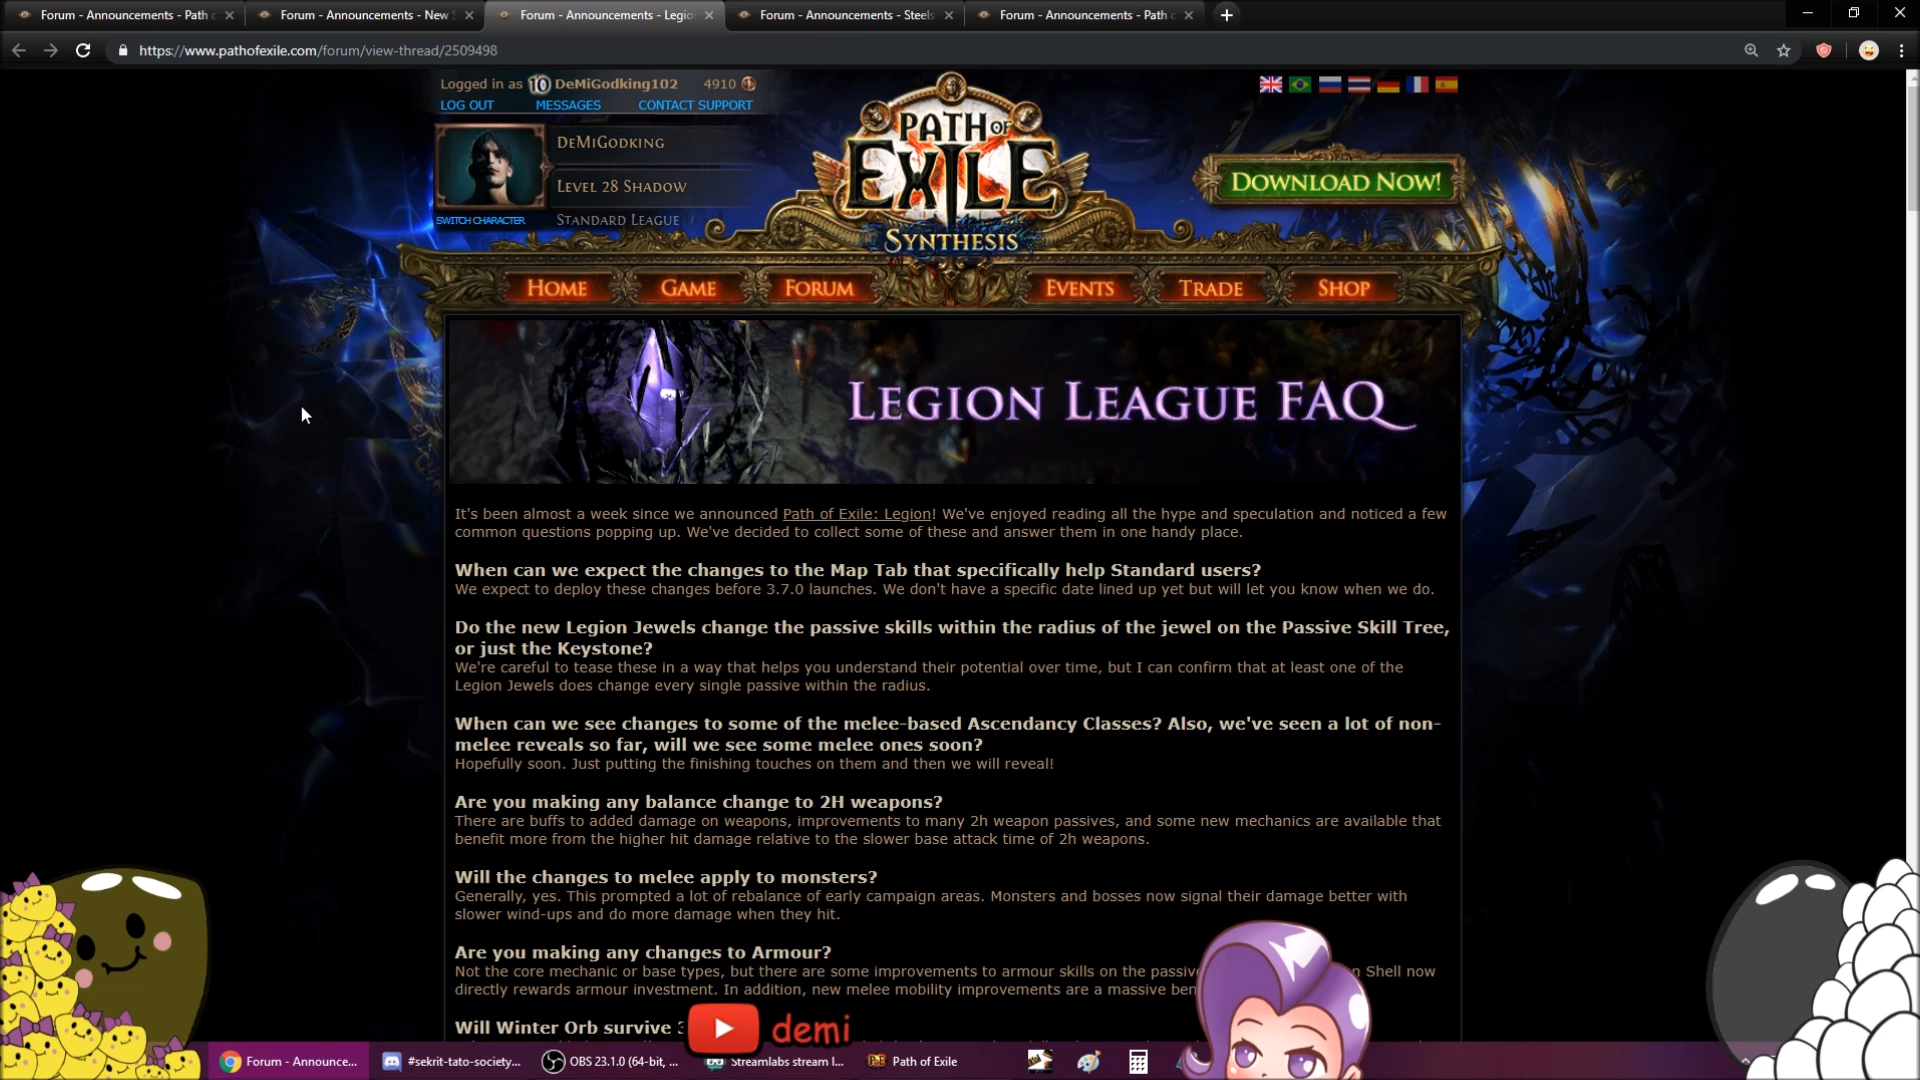 Forum - Announcements - Path
Forum - Announcements - New
Forum - Announcements - Legio
Forum - Announcements - Steels
Forum - Announcements - Path
https://www.pathofexile.com/forum/view-thread/2509498
Logged in as 10 DeMiGodking102 4910
LOG OUT MESSAGES CONTACT SUPPORT
DeMiGodking
Level 28 Shadow
SWITCH CHARACTER Standard League
PATH OF
EXILE
SYNTHESIS
DOWNLOAD NOW!
HOME GAME FORUM EVENTS TRADE SHOP
LEGION LEAGUE FAQ
It's been almost a week since we announced Path of Exile: Legion! We've enjoyed reading all the hype and speculation and noticed a few
common questions popping up. We've decided to collect some of these and answer them in one handy place.
When can we expect the changes to the Map Tab that specifically help Standard users?
We expect to deploy these changes before 3.7.0 launches. We don't have a specific date lined up yet but will let you know when we do.
Do the new Legion Jewels change the passive skills within the radius of the jewel on the Passive Skill Tree,
or just the Keystone?
We're careful to tease these in a way that helps you understand their potential over time, but I can confirm that at least one of the
Legion Jewels does change every single passive within the radius.
When can we see changes to some of the melee-based Ascendancy Classes? Also, we've seen a lot of non-
melee reveals so far, will we see some melee ones soon?
Hopefully soon. Just putting the finishing touches on them and then we will reveal!
Are you making any balance change to 2H weapons?
There are buffs to added damage on weapons, improvements to many 2h weapon passives, and some new mechanics are available that
benefit more from the higher hit damage relative to the slower base attack time of 2h weapons.
Will the changes to melee apply to monsters?
Generally, yes. This prompted a lot of rebalance of early campaign areas. Monsters and bosses now signal their damage better with
slower wind-ups and do more damage when they hit.
Are you making any changes to Armour?
Not the core mechanic or base types, but there are some improvements to armour skills on the passive Shell now
directly rewards armour investment. In addition, new melee mobility improvements are a massive
Will Winter Orb survive
demi
Forum - Announce...
#sekrit-tato-society...
OBS 23.1.0 (64-bit, ...
Streamlabs stream l...
Path of Exile